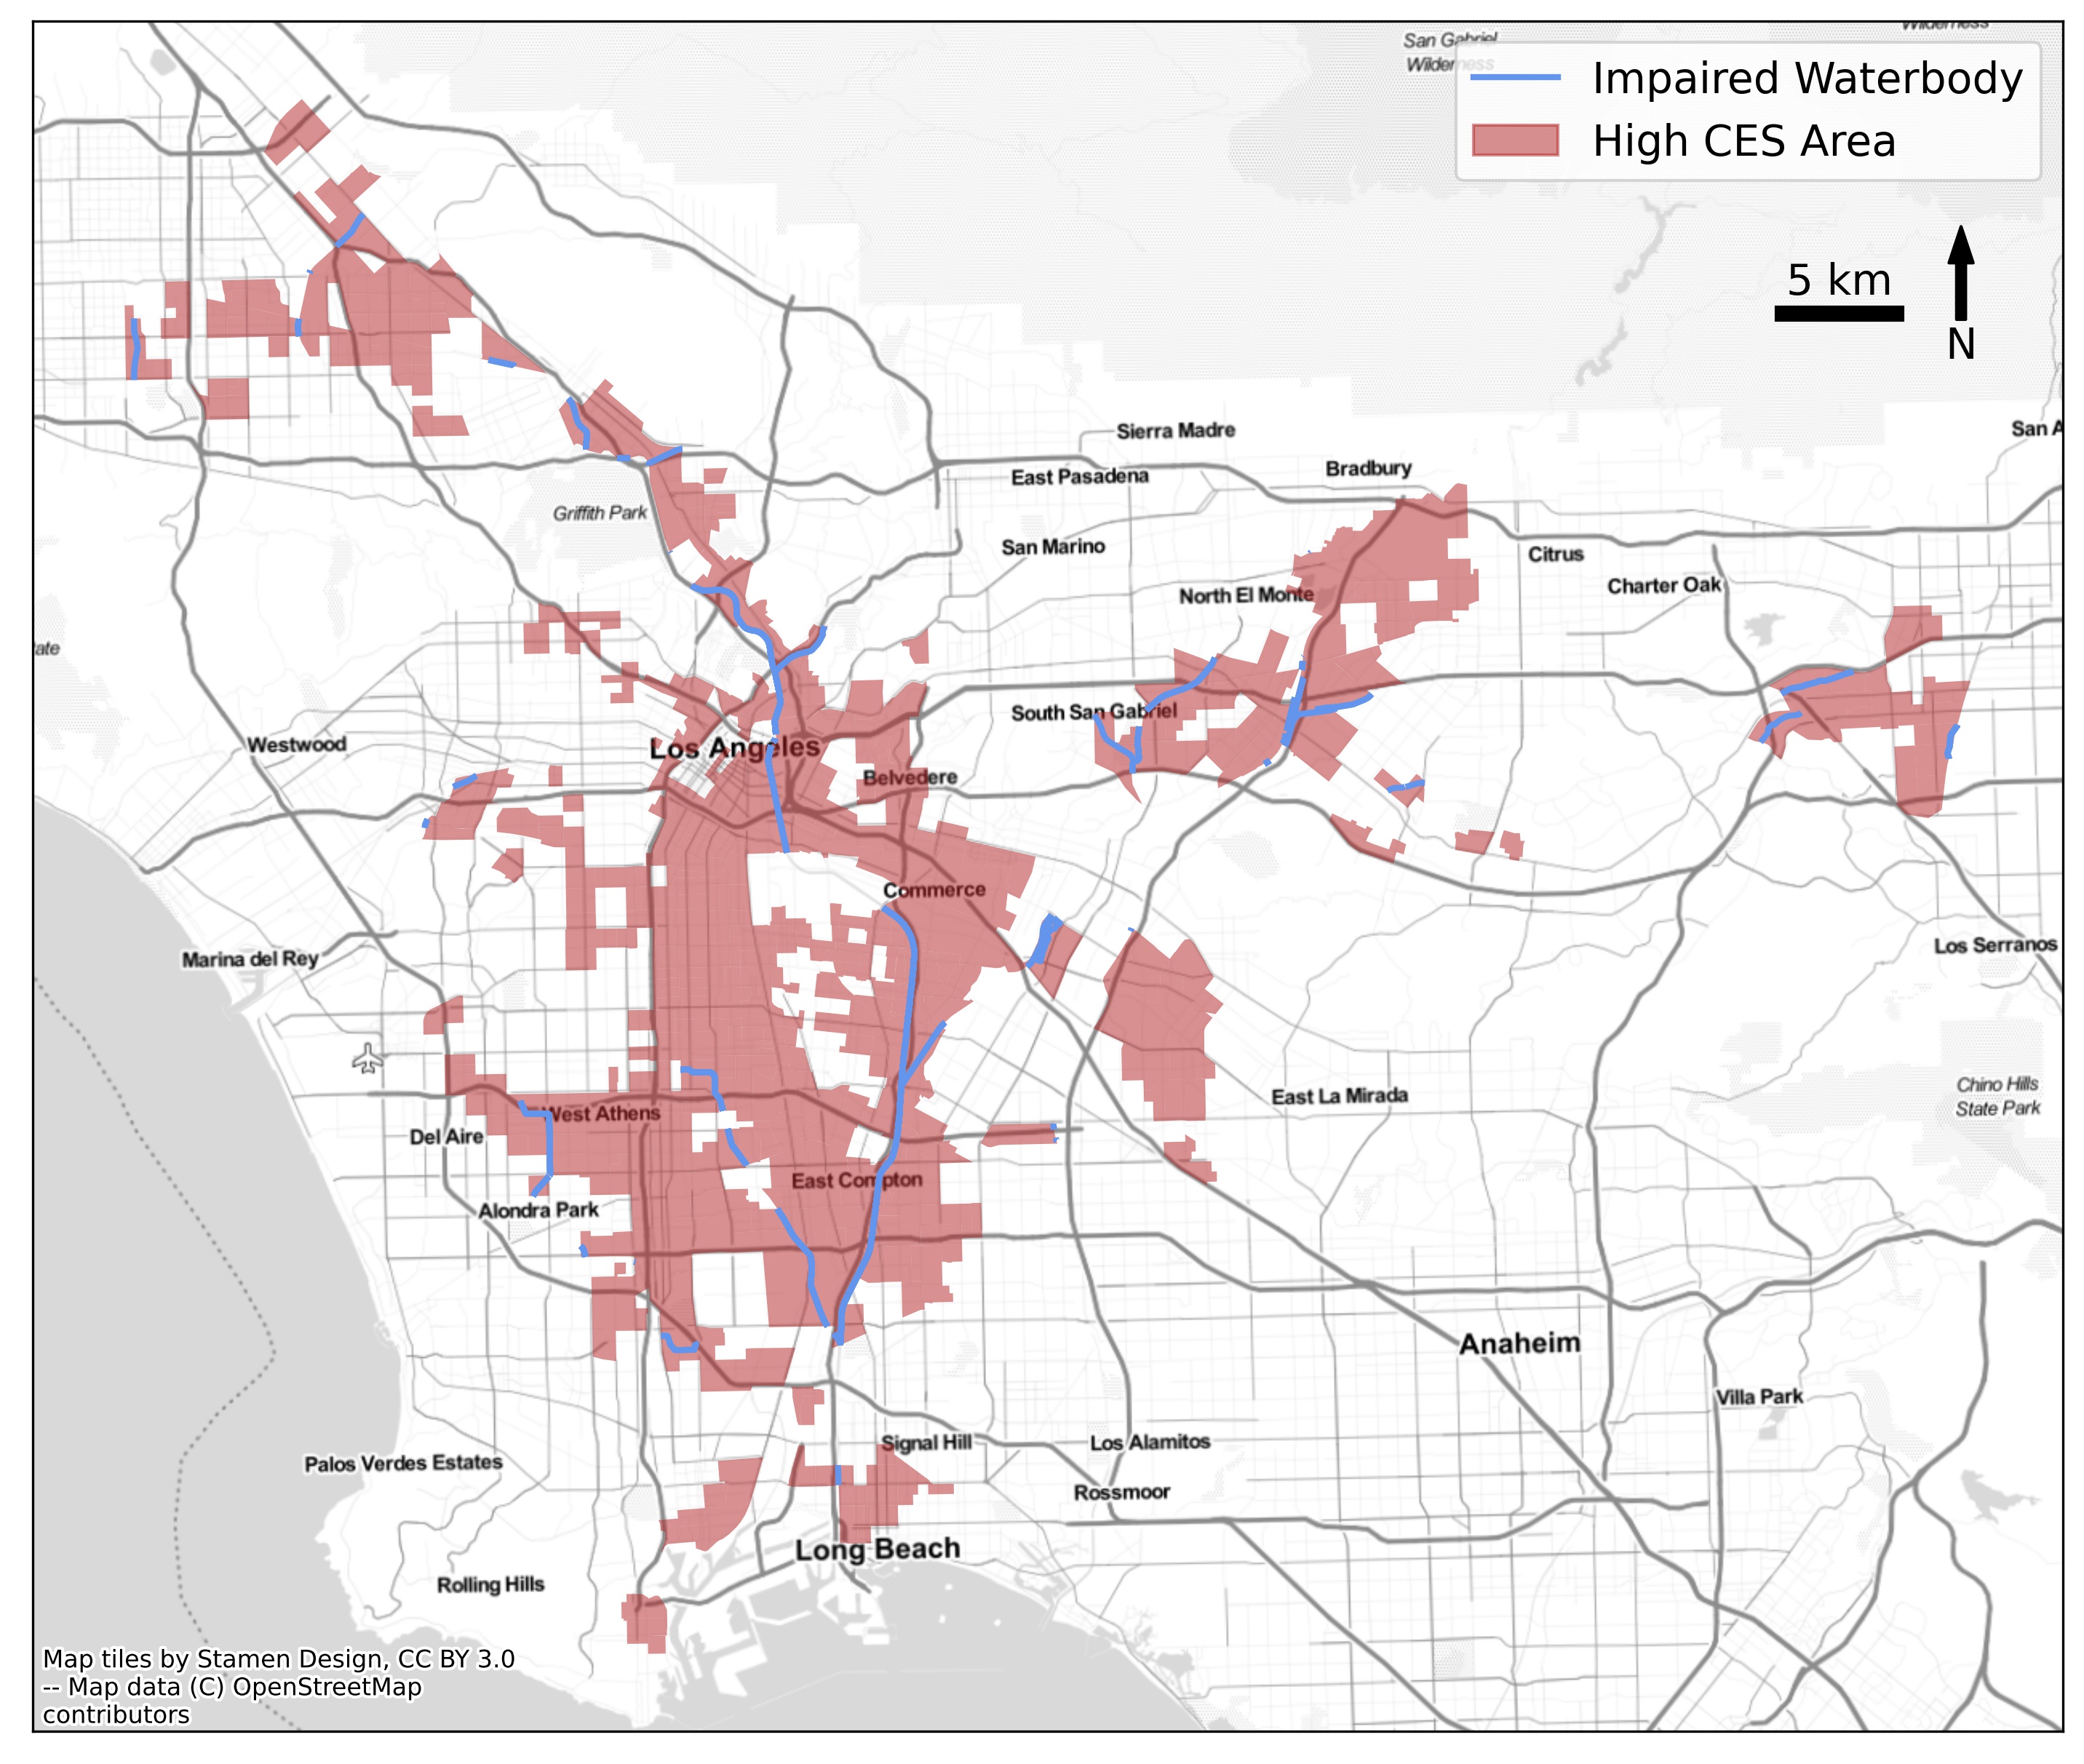 San Gabriel
Wilderness
Wilderness
Impaired Waterbody
High CES Area
5 km
N
Sierra Madre
San A
Bradbury
East Pasadena
Griffith Park
San Marino
Citrus
Charter Oak
North El Monte
ate
South San Gabriel
Westwood
Los Angeles
Belvedere
Commerce
Los Serranos
Marina del Rey
Chino Hills
State Park
East La Mirada
West Athens
Del Aire
East Compton
Alondra Park
Anaheim
Villa Park
Signal Hill
Los Alamitos
Palos Verdes Estates
Rossmoor
Long Beach
Rolling Hills
Map tiles by Stamen Design, CC BY 3.0
-- Map data (C) OpenStreetMap
contributors